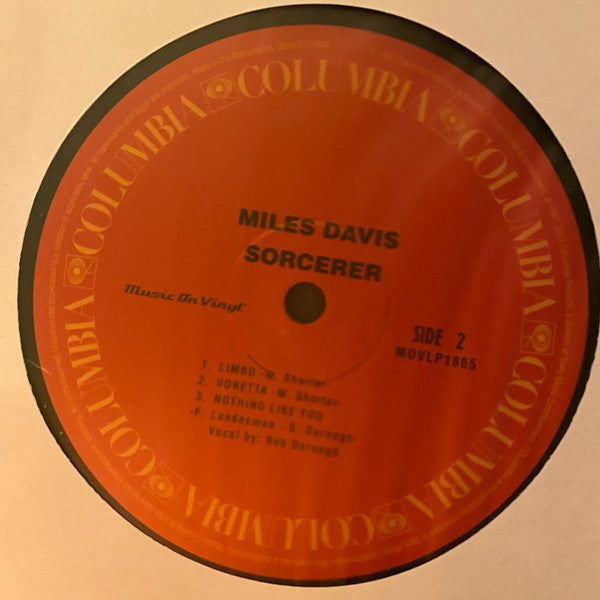 COLUMBIA COLUMBIA COLUMBIA COLUMBIA COLUMBIA COLUMBIA
MILES DAVIS
SORCERER
Music On Vinyl
SIDE 2
MOVLP1865
1. LIMBO -W. Shorter-
2. VONETTA -W. Shorter-
3. NOTHING LIKE YOU
-F. Landesman - B. Dorough-
Vocal by: Bob Dorough